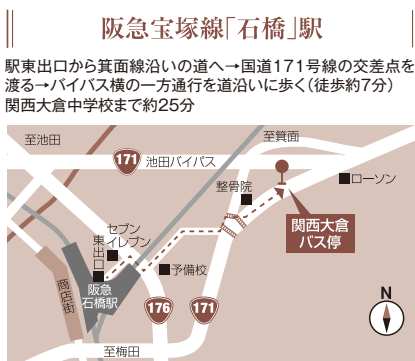 阪急宝塚線「石橋」駅
駅東出口から箕面線沿いの道へ→国道171号線の交差点を
渡る→バイパス横の一方通行を道沿いに歩く(徒歩約7分)
関西大倉中学校まで約25分
至池田
至箕面
171
池田バイパス
整骨院
ローソン
セブン
イレブン
東出口
関西大倉
バス停
予備校
商店街
阪急
石橋駅
176
171
N
至梅田